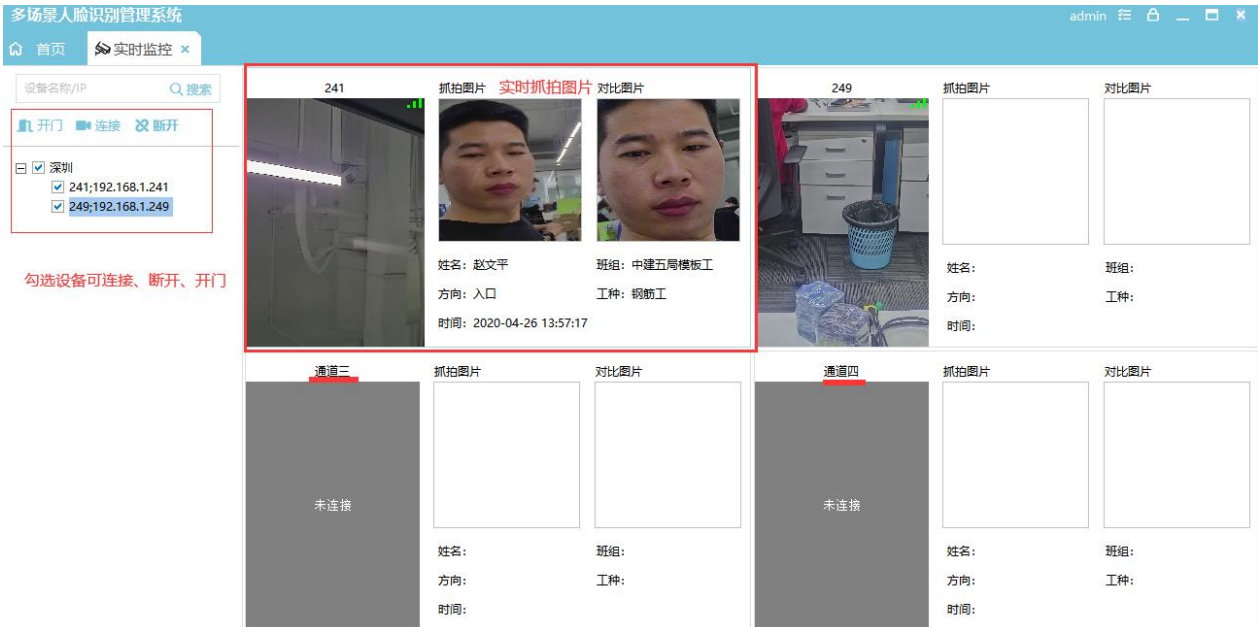 多场景人脸识别管理系统
admin
首页
实时监控 ×
设备名称/IP
搜索
开门 连接 断开
深圳
241;192.168.1.241
249;192.168.1.249
勾选设备可连接、断开、开门
241
抓拍图片 实时抓拍图片 对比图片
姓名: 赵文平 班组: 中建五局模板工
方向: 入口 工种: 钢筋工
时间: 2020-04-26 13:57:17
249
抓拍图片 对比图片
姓名: 班组:
方向: 工种:
时间:
通道三
抓拍图片 对比图片
未连接
姓名: 班组:
方向: 工种:
时间:
通道四
抓拍图片 对比图片
未连接
姓名: 班组:
方向: 工种:
时间: